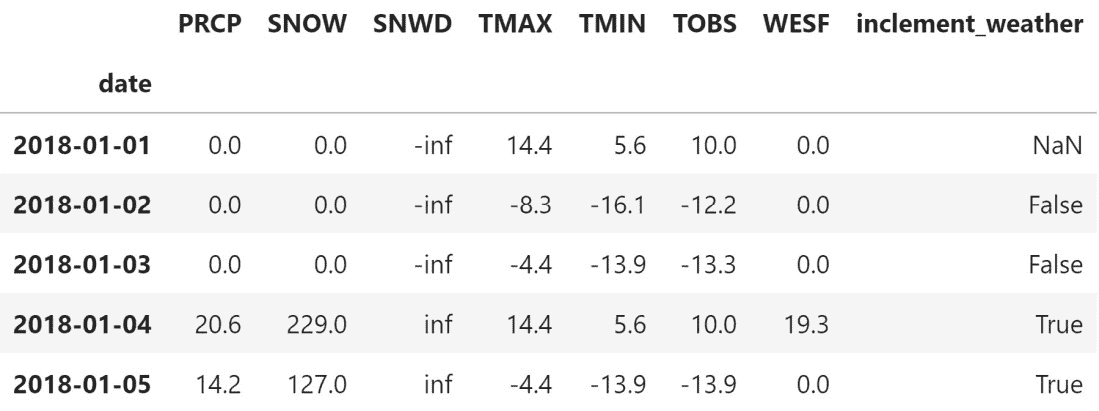 PRCP SNOW SNWD TMAX TMIN TOBS WESF inclement_weather
date
2018-01-01 0.0 0.0 -inf 14.4 5.6 10.0 0.0 NaN
2018-01-02 0.0 0.0 -inf -8.3 -16.1 -12.2 0.0 False
2018-01-03 0.0 0.0 -inf -4.4 -13.9 -13.3 0.0 False
2018-01-04 20.6 229.0 inf 14.4 5.6 10.0 19.3 True
2018-01-05 14.2 127.0 inf -4.4 -13.9 -13.9 0.0 True